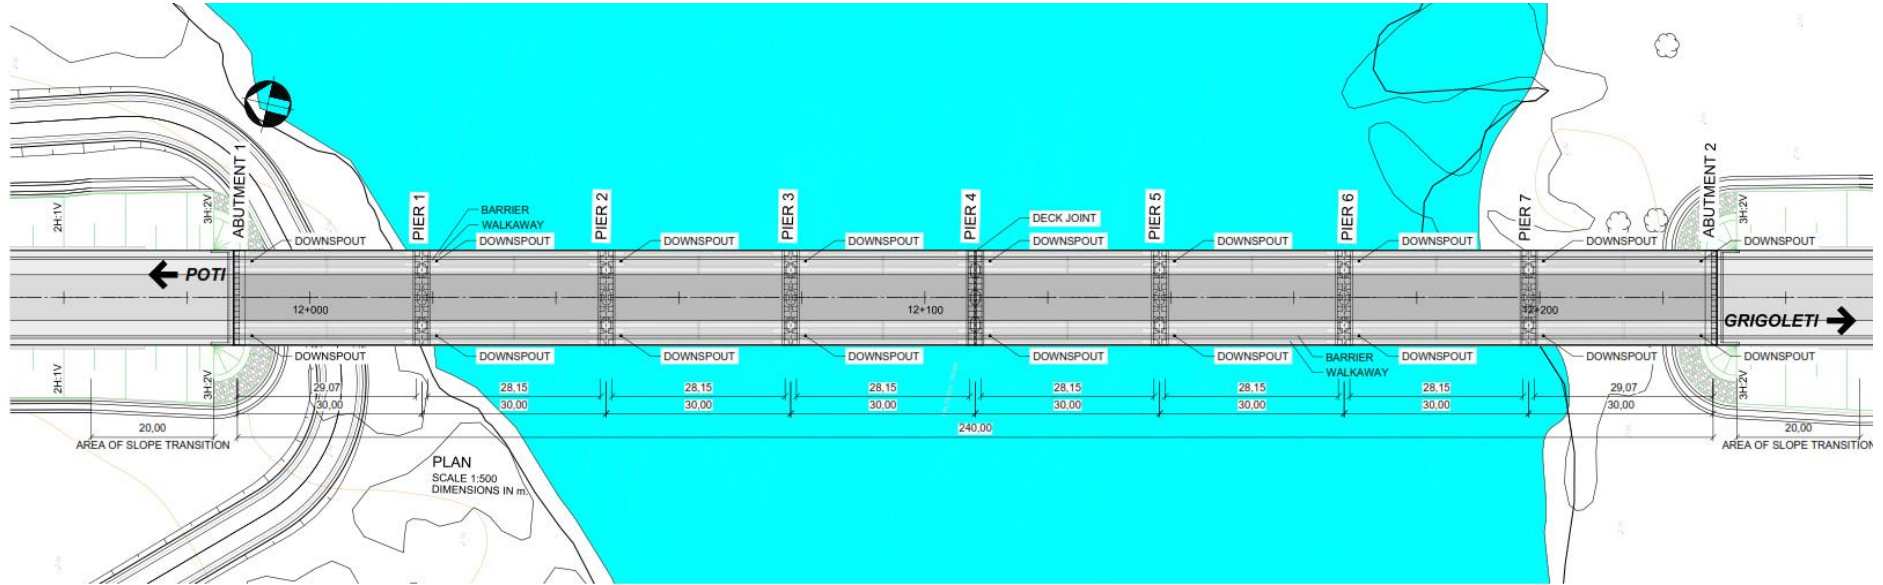 ABUTMENT 1
PIER 1
PIER 2
PIER 3
PIER 4
PIER 5
PIER 6
PIER 7
ABUTMENT 2
2H:1V
3H:2V
3H:2V
BARRIER
WALKAWAY
DECK JOINT
DOWNSPOUT
DOWNSPOUT
DOWNSPOUT
DOWNSPOUT
DOWNSPOUT
DOWNSPOUT
DOWNSPOUT
DOWNSPOUT
DOWNSPOUT
POTI
12+000
12+100
12+200
GRIGOLETI
DOWNSPOUT
DOWNSPOUT
DOWNSPOUT
DOWNSPOUT
DOWNSPOUT
DOWNSPOUT
DOWNSPOUT
DOWNSPOUT
DOWNSPOUT
BARRIER
WALKAWAY
2H:1V
3H:2V
3H:2V
29,07
28,15
28,15
28,15
28,15
28,15
28,15
29,07
30,00
30,00
30,00
30,00
30,00
30,00
30,00
30,00
20,00
240,00
20,00
AREA OF SLOPE TRANSITION
AREA OF SLOPE TRANSITION
PLAN
SCALE 1:500
DIMENSIONS IN m.